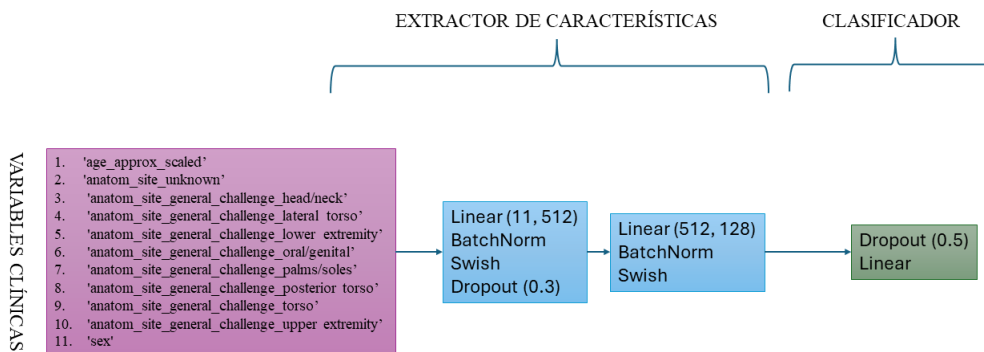 EXTRACTOR DE CARACTERÍSTICAS
CLASIFICADOR
VARIABLES CLÍNICAS
1. 'age_approx_scaled’
2. 'anatom_site_unknown’
3. 'anatom_site_general_challenge_head/neck’
4. 'anatom_site_general_challenge_lateral torso’
5. 'anatom_site_general_challenge_lower extremity’
6. 'anatom_site_general_challenge_oral/genital’
7. 'anatom_site_general_challenge_palms/soles’
8. 'anatom_site_general_challenge_posterior torso’
9. 'anatom_site_general_challenge_torso’
10. 'anatom_site_general_challenge_upper extremity’
11. 'sex'
Linear (11, 512)
BatchNorm
Swish
Dropout (0.3)
Linear (512, 128)
BatchNorm
Swish
Dropout (0.5)
Linear